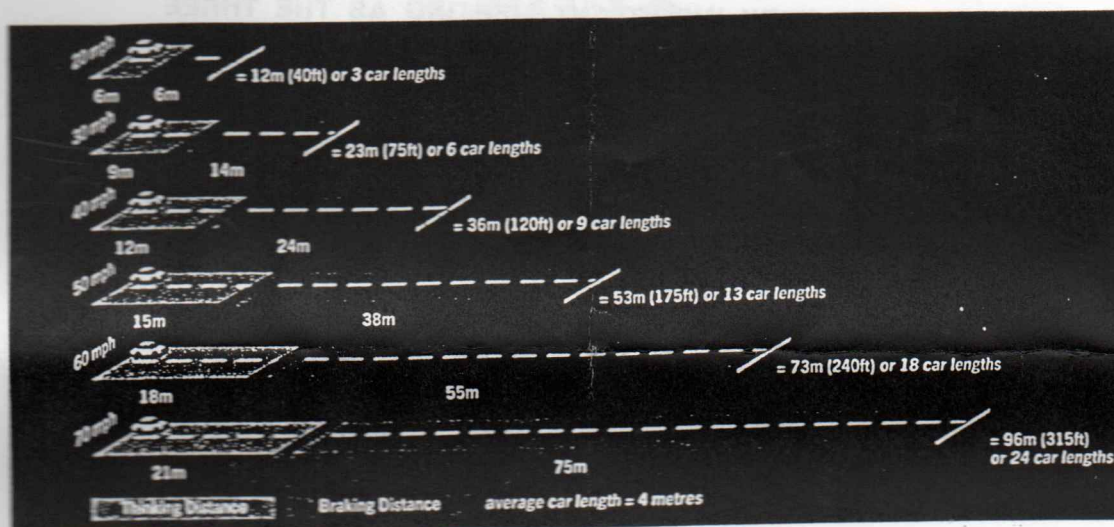 20 mph
= 12m (40ft) or 3 car lengths
6m 6m
30 mph
= 23m (75ft) or 6 car lengths
9m 14m
40 mph
= 36m (120ft) or 9 car lengths
12m 24m
50 mph
= 53m (175ft) or 13 car lengths
15m 38m
60 mph
= 73m (240ft) or 18 car lengths
18m 55m
70 mph
= 96m (315ft)
or 24 car lengths
21m 75m
Thinking Distance Braking Distance average car length = 4 metres